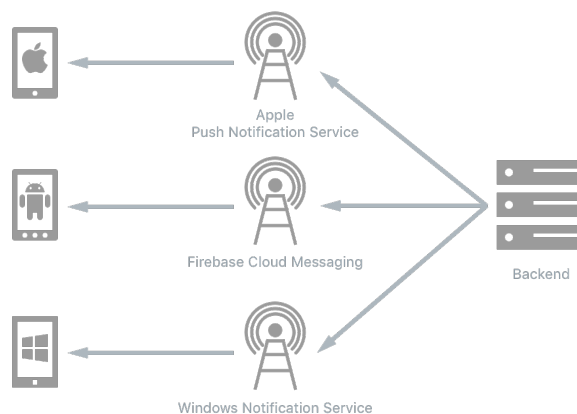 Apple
Push Notification Service
Firebase Cloud Messaging
Backend
Windows Notification Service